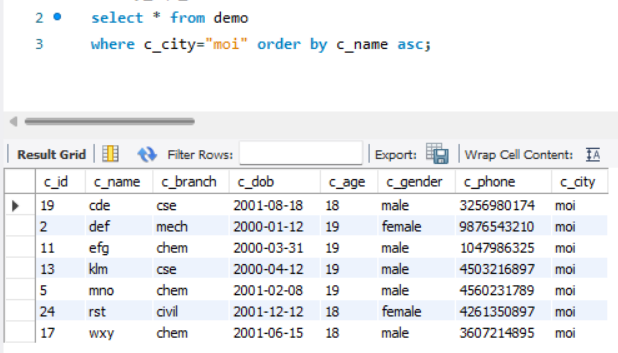 2 select * from demo
3 where c_city="moi" order by c_name asc;
Result Grid Filter Rows: Export: Wrap Cell Content:
c_id c_name c_branch c_dob c_age c_gender c_phone c_city
19 cde cse 2001-08-18 18 male 3256980174 moi
2 def mech 2000-01-12 19 female 9876543210 moi
11 efg chem 2000-03-31 19 male 1047986325 moi
13 klm cse 2000-04-12 19 male 4503216897 moi
5 mno chem 2001-02-08 19 male 4560231789 moi
24 rst civil 2001-12-12 18 female 4261350897 moi
17 wxy chem 2001-06-15 18 male 3607214895 moi